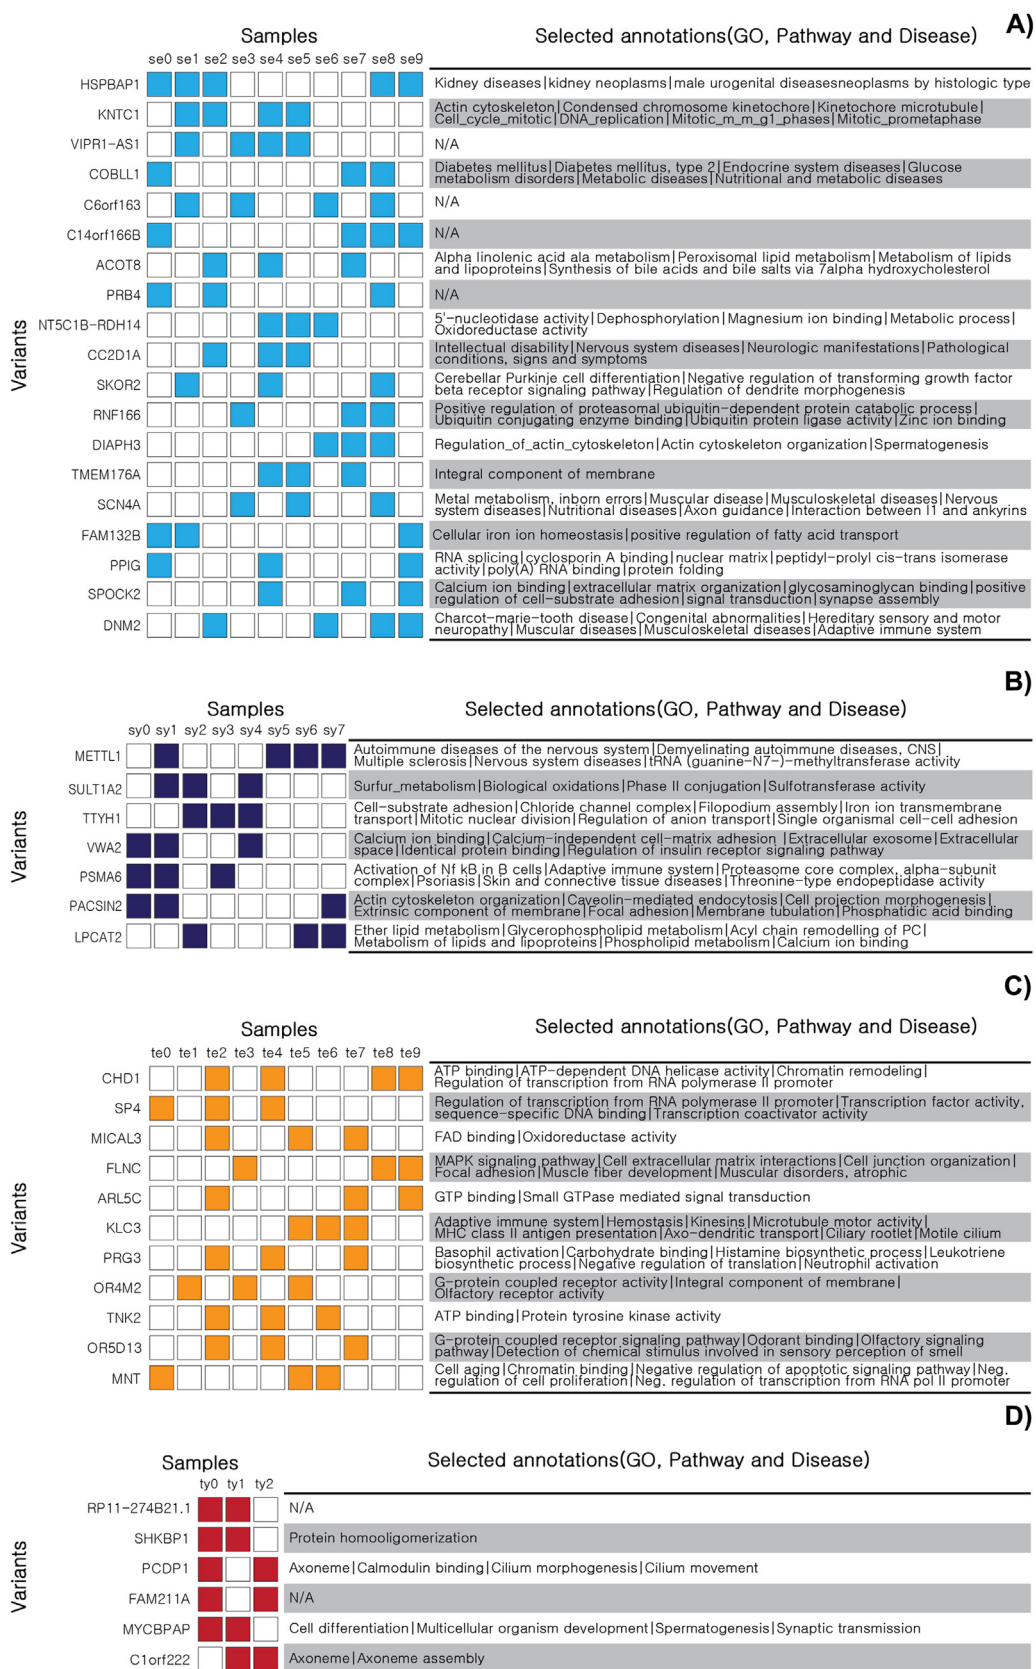 A)
Samples
Selected annotations(GO, Pathway and Disease)
se0 se1 se2 se3 se4 se5 se6 se7 se8 se9
Variants
HSPBAP1
Kidney diseases|kidney neoplasms|male urogenital diseasesneoplasms by histologic type
KNTC1
Actin cytoskeleton|Condensed chromosome kinetochore|Kinetochore microtubule|
Cell_cycle_mitotic|DNA_replication|Mitotic_m_m_g1_phases|Mitotic_prometaphase
VIPR1-AS1
N/A
COBLL1
Diabetes mellitus|Diabetes mellitus, type 2|Endocrine system diseases|Glucose
metabolism disorders|Metabolic diseases|Nutritional and metabolic diseases
C6orf163
N/A
C14orf166B
N/A
ACOT8
Alpha linolenic acid ala metabolism|Peroxisomal lipid metabolism|Metabolism of lipids
and lipoproteins|Synthesis of bile acids and bile salts via 7alpha hydroxycholesterol
PRB4
N/A
NT5C1B-RDH14
5'-nucleotidase activity|Dephosphorylation|Magnesium ion binding|Metabolic process|
Oxidoreductase activity
CC2D1A
Intellectual disability|Nervous system diseases|Neurologic manifestations|Pathological
conditions, signs and symptoms
SKOR2
Cerebellar Purkinje cell differentiation|Negative regulation of transforming growth factor
beta receptor signaling pathway|Regulation of dendrite morphogenesis
RNF166
Positive regulation of proteasomal ubiquitin-dependent protein catabolic process|
Ubiquitin conjugating enzyme binding|Ubiquitin protein ligase activity|Zinc ion binding
DIAPH3
Regulation_of_actin_cytoskeleton|Actin cytoskeleton organization|Spermatogenesis
TMEM176A
Integral component of membrane
SCN4A
Metal metabolism, inborn errors|Muscular disease|Musculoskeletal diseases|Nervous
system diseases|Nutritional diseases|Axon guidance|Interaction between l1 and ankyrins
FAM132B
Cellular iron ion homeostasis|positive regulation of fatty acid transport
PPIG
RNA splicing|cyclosporin A binding|nuclear matrix|peptidyl-prolyl cis-trans isomerase
activity|poly(A) RNA binding|protein folding
SPOCK2
Calcium ion binding|extracellular matrix organization|glycosaminoglycan binding|positive
regulation of cell-substrate adhesion|signal transduction|synapse assembly
DNM2
Charcot-marie-tooth disease|Congenital abnormalities|Hereditary sensory and motor
neuropathy|Muscular diseases|Musculoskeletal diseases|Adaptive immune system
B)
Samples
Selected annotations(GO, Pathway and Disease)
sy0 sy1 sy2 sy3 sy4 sy5 sy6 sy7
Variants
METTL1
Autoimmune diseases of the nervous system|Demyelinating autoimmune diseases, CNS|
Multiple sclerosis|Nervous system diseases|tRNA (guanine-N7-)-methyltransferase activity
SULT1A2
Surfur_metabolism|Biological oxidations|Phase II conjugation|Sulfotransferase activity
TTYH1
Cell-substrate adhesion|Chloride channel complex|Filopodium assembly|Iron ion transmembrane
transport|Mitotic nuclear division|Regulation of anion transport|Single organismal cell-cell adhesion
VWA2
Calcium ion binding|Calcium-independent cell-matrix adhesion |Extracellular exosome|Extracellular
space|Identical protein binding|Regulation of insulin receptor signaling pathway
PSMA6
Activation of Nf kB in B cells|Adaptive immune system|Proteasome core complex, alpha-subunit
complex|Psoriasis|Skin and connective tissue diseases|Threonine-type endopeptidase activity
PACSIN2
Actin cytoskeleton organization|Caveolin-mediated endocytosis|Cell projection morphogenesis|
Extrinsic component of membrane|Focal adhesion|Membrane tubulation|Phosphatidic acid binding
LPCAT2
Ether lipid metabolism|Glycerophospholipid metabolism|Acyl chain remodelling of PC|
Metabolism of lipids and lipoproteins|Phospholipid metabolism|Calcium ion binding
C)
Samples
Selected annotations(GO, Pathway and Disease)
te0 te1 te2 te3 te4 te5 te6 te7 te8 te9
Variants
CHD1
ATP binding|ATP-dependent DNA helicase activity|Chromatin remodeling|
Regulation of transcription from RNA polymerase II promoter
SP4
Regulation of transcription from RNA polymerase II promoter|Transcription factor activity,
sequence-specific DNA binding|Transcription coactivator activity
MICAL3
FAD binding|Oxidoreductase activity
FLNC
MAPK signaling pathway|Cell extracellular matrix interactions|Cell junction organization|
Focal adhesion|Muscle fiber development|Muscular disorders, atrophic
ARL5C
GTP binding|Small GTPase mediated signal transduction
KLC3
Adaptive immune system|Hemostasis|Kinesins|Microtubule motor activity|
MHC class II antigen presentation|Axo-dendritic transport|Ciliary rootlet|Motile cilium
PRG3
Basophil activation|Carbohydrate binding|Histamine biosynthetic process|Leukotriene
biosynthetic process|Negative regulation of translation|Neutrophil activation
OR4M2
G-protein coupled receptor activity|Integral component of membrane|
Olfactory receptor activity
TNK2
ATP binding|Protein tyrosine kinase activity
OR5D13
G-protein coupled receptor signaling pathway|Odorant binding|Olfactory signaling
pathway|Detection of chemical stimulus involved in sensory perception of smell
MNT
Cell aging|Chromatin binding|Negative regulation of apoptotic signaling pathway|Neg.
regulation of cell proliferation|Neg. regulation of transcription from RNA pol II promoter
D)
Samples
Selected annotations(GO, Pathway and Disease)
ty0 ty1 ty2
Variants
RP11-274B21.1
N/A
SHKBP1
Protein homooligomerization
PCDP1
Axoneme|Calmodulin binding|Cilium morphogenesis|Cilium movement
FAM211A
N/A
MYCBPAP
Cell differentiation|Multicellular organism development|Spermatogenesis|Synaptic transmission
C1orf222
Axoneme|Axoneme assembly